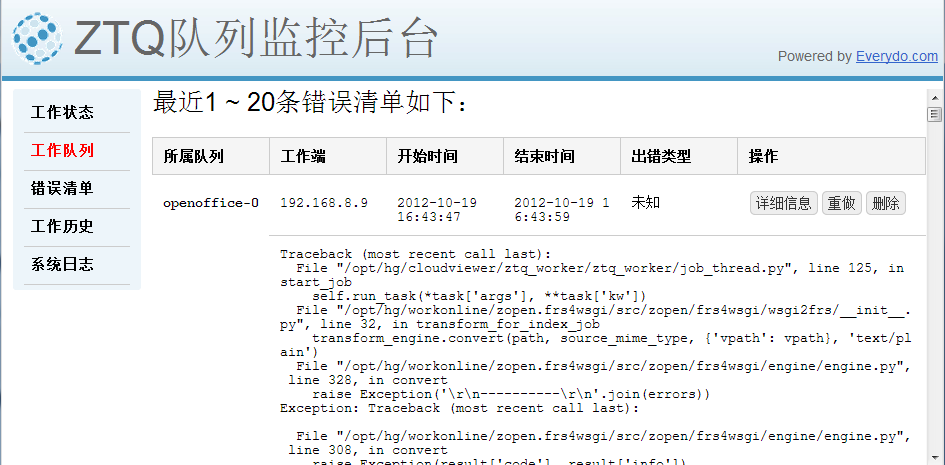 ZTQ队列监控后台
Powered by Everydo.com
工作状态
工作队列
错误清单
工作历史
系统日志
最近1 ~ 20条错误清单如下：
所属队列 工作端 开始时间 结束时间 出错类型 操作
openoffice-0 192.168.8.9 2012-10-19 16:43:47 2012-10-19 1 6:43:59 未知 详细信息 重做 删除
Traceback (most recent call last):
File "/opt/hg/cloudviewer/ztq_worker/ztq_worker/job_thread.py", line 125, in
start_job
self.run_task(*task['args'], **task['kw'])
File "/opt/hg/workonline/zopen.frs4wsgi/src/zopen/frs4wsgi/wsgi2frs/__init__.
py", line 32, in transform_for_index_job
transform_engine.convert(path, source_mime_type, {'vpath': vpath}, 'text/pl
ain')
File "/opt/hg/workonline/zopen.frs4wsgi/src/zopen/frs4wsgi/engine/engine.py",
line 328, in convert
raise Exception('\r\n----------\r\n'.join(errors))
Exception: Traceback (most recent call last):
File "/opt/hg/workonline/zopen.frs4wsgi/src/zopen/frs4wsgi/engine/engine.py",
line 308, in convert
raise Exception(result['code'], result['info'])